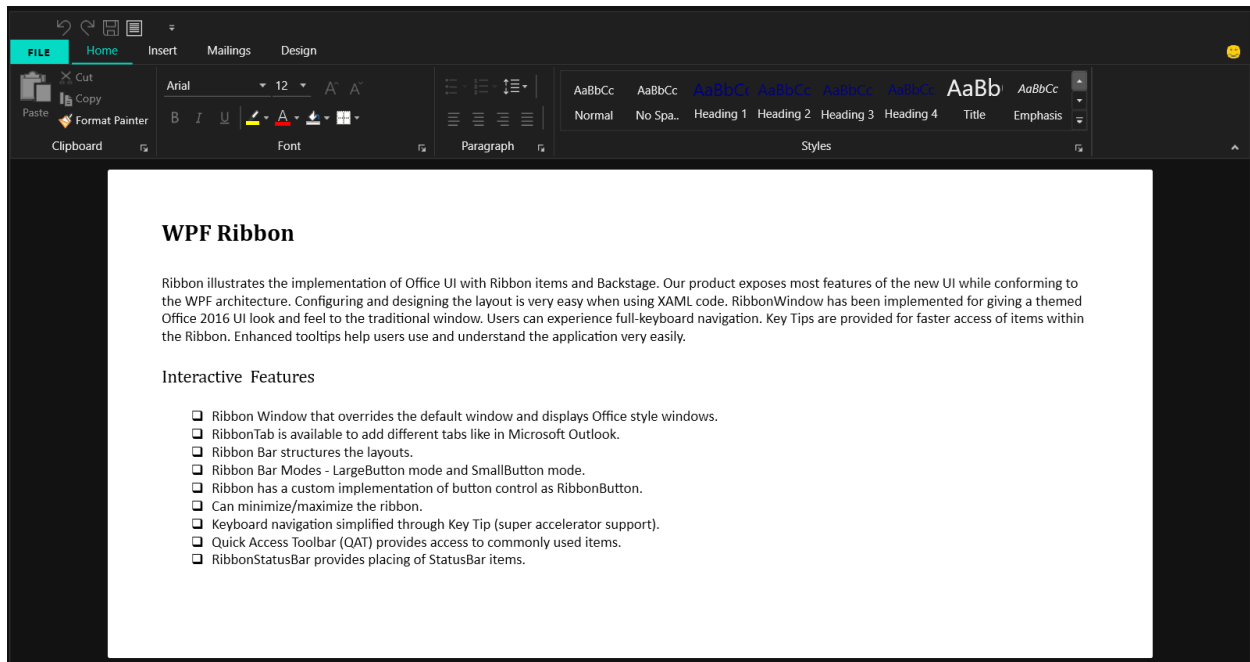 FILE Home Insert Mailings Design
Cut
Copy
Paste
Format Painter
Clipboard
Arial 12 A A
B I U A
Font
Paragraph
AaBbCc AaBbCc AaBbCc AaBbCc AaBbCc AaBbCc AaBb AaBbCc
Normal No Spa.. Heading 1 Heading 2 Heading 3 Heading 4 Title Emphasis
Styles
WPF Ribbon
Ribbon illustrates the implementation of Office UI with Ribbon items and Backstage. Our product exposes most features of the new UI while conforming to
the WPF architecture. Configuring and designing the layout is very easy when using XAML code. RibbonWindow has been implemented for giving a themed
Office 2016 UI look and feel to the traditional window. Users can experience full-keyboard navigation. Key Tips are provided for faster access of items within
the Ribbon. Enhanced tooltips help users use and understand the application very easily.
Interactive Features
❑ Ribbon Window that overrides the default window and displays Office style windows.
❑ RibbonTab is available to add different tabs like in Microsoft Outlook.
❑ Ribbon Bar structures the layouts.
❑ Ribbon Bar Modes - LargeButton mode and SmallButton mode.
❑ Ribbon has a custom implementation of button control as RibbonButton.
❑ Can minimize/maximize the ribbon.
❑ Keyboard navigation simplified through Key Tip (super accelerator support).
❑ Quick Access Toolbar (QAT) provides access to commonly used items.
❑ RibbonStatusBar provides placing of StatusBar items.